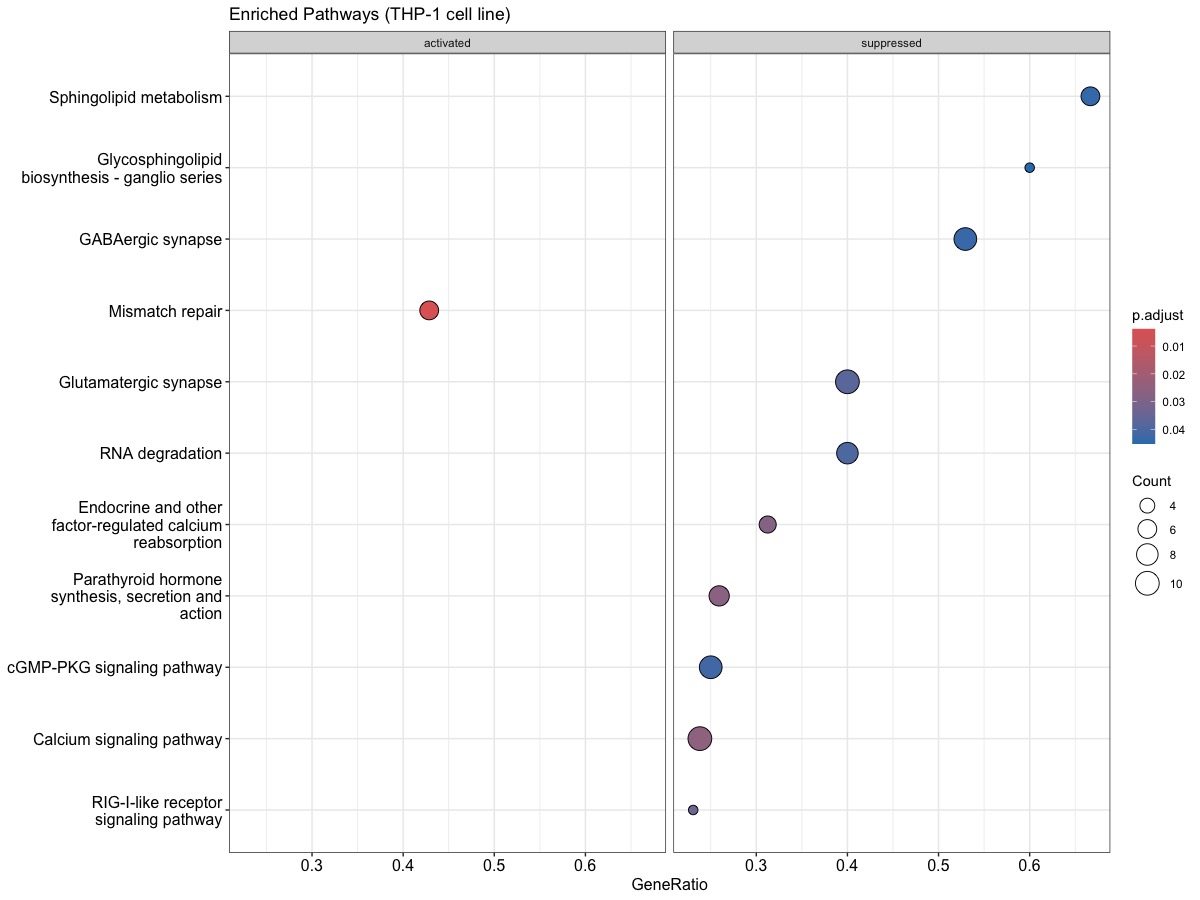 Enriched Pathways (THP-1 cell line)
activated
suppressed
Sphingolipid metabolism
Glycosphingolipid
biosynthesis - ganglio series
GABAergic synapse
Mismatch repair
Glutamatergic synapse
RNA degradation
Endocrine and other
factor-regulated calcium
reabsorption
Parathyroid hormone
synthesis, secretion and
action
cGMP-PKG signaling pathway
Calcium signaling pathway
RIG-I-like receptor
signaling pathway
0.3 0.4 0.5 0.6
0.3 0.4 0.5 0.6
GeneRatio
p.adjust
0.01
0.02
0.03
0.04
Count
4
6
8
10